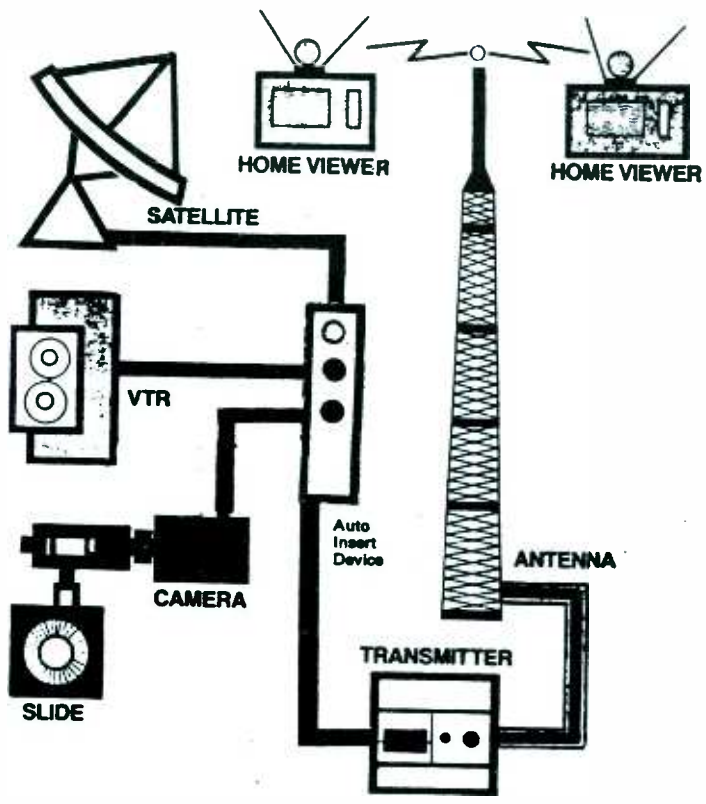 HOME VIEWER
HOME VIEWER
SATELLITE
VTR
Auto
Insert
Device
ANTENNA
CAMERA
TRANSMITTER
SLIDE